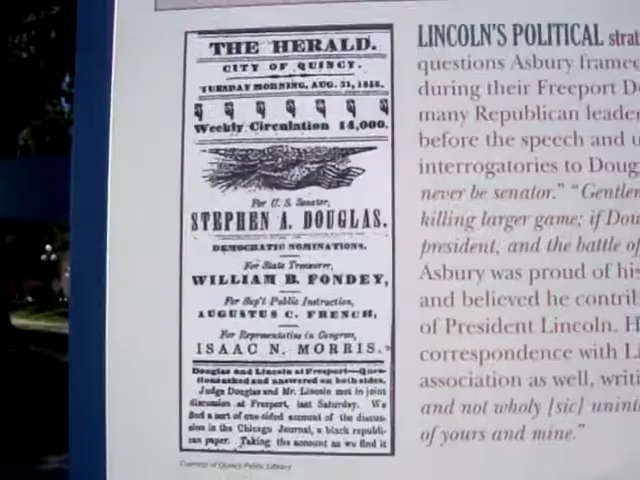 THE HERALD.
CITY OF QUINCY.
TUESDAY MORNING, AUG. 31, 1858.
Weekly Circulation 14,000.
For U. S. Senator,
STEPHEN A. DOUGLAS.
DEMOCRATIC NOMINATIONS.
For State Treasurer,
WILLIAM B. FONDEY,
For Sup't Public Instruction,
AUGUSTUS C. FRENCH,
For Representative in Congress,
ISAAC N. MORRIS.
Douglas and Lincoln at Freeport—Ques-
tions asked and answered on both sides.
Judge Douglas and Mr. Lincoln met in joint
discussion at Freeport, last Saturday. We
find a sort of one-sided account of the discus-
sion in the Chicago Journal, a black republi-
can paper. Taking the account as we find it
Courtesy of Quincy Public Library
LINCOLN'S POLITICAL strat
questions Asbury framed
during their Freeport De
many Republican leader
before the speech and u
interrogatories to Doug
never be senator." "Gentlem
killing larger game; if Dou
president, and the battle of
Asbury was proud of his
and believed he contrib
of President Lincoln. H
correspondence with Li
association as well, writi
and not wholy [sic] unint
of yours and mine."